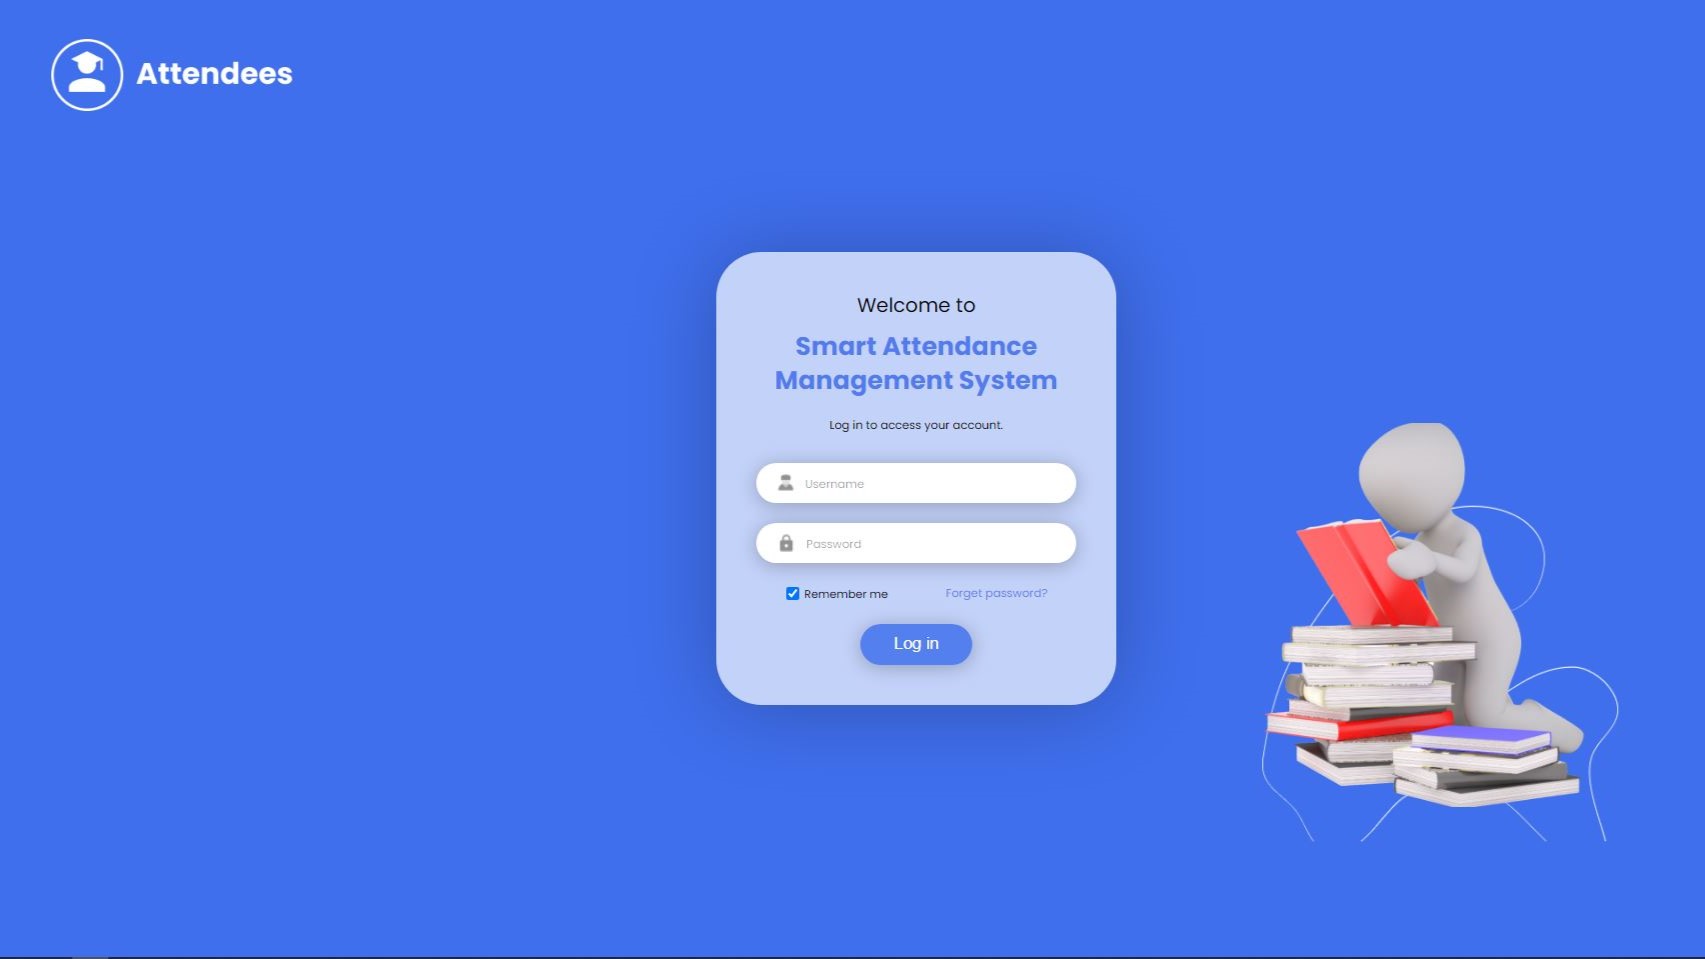 Attendees
Welcome to
Smart Attendance
Management System
Log in to access your account.
Username
Password
Remember me
Forget password?
Log in